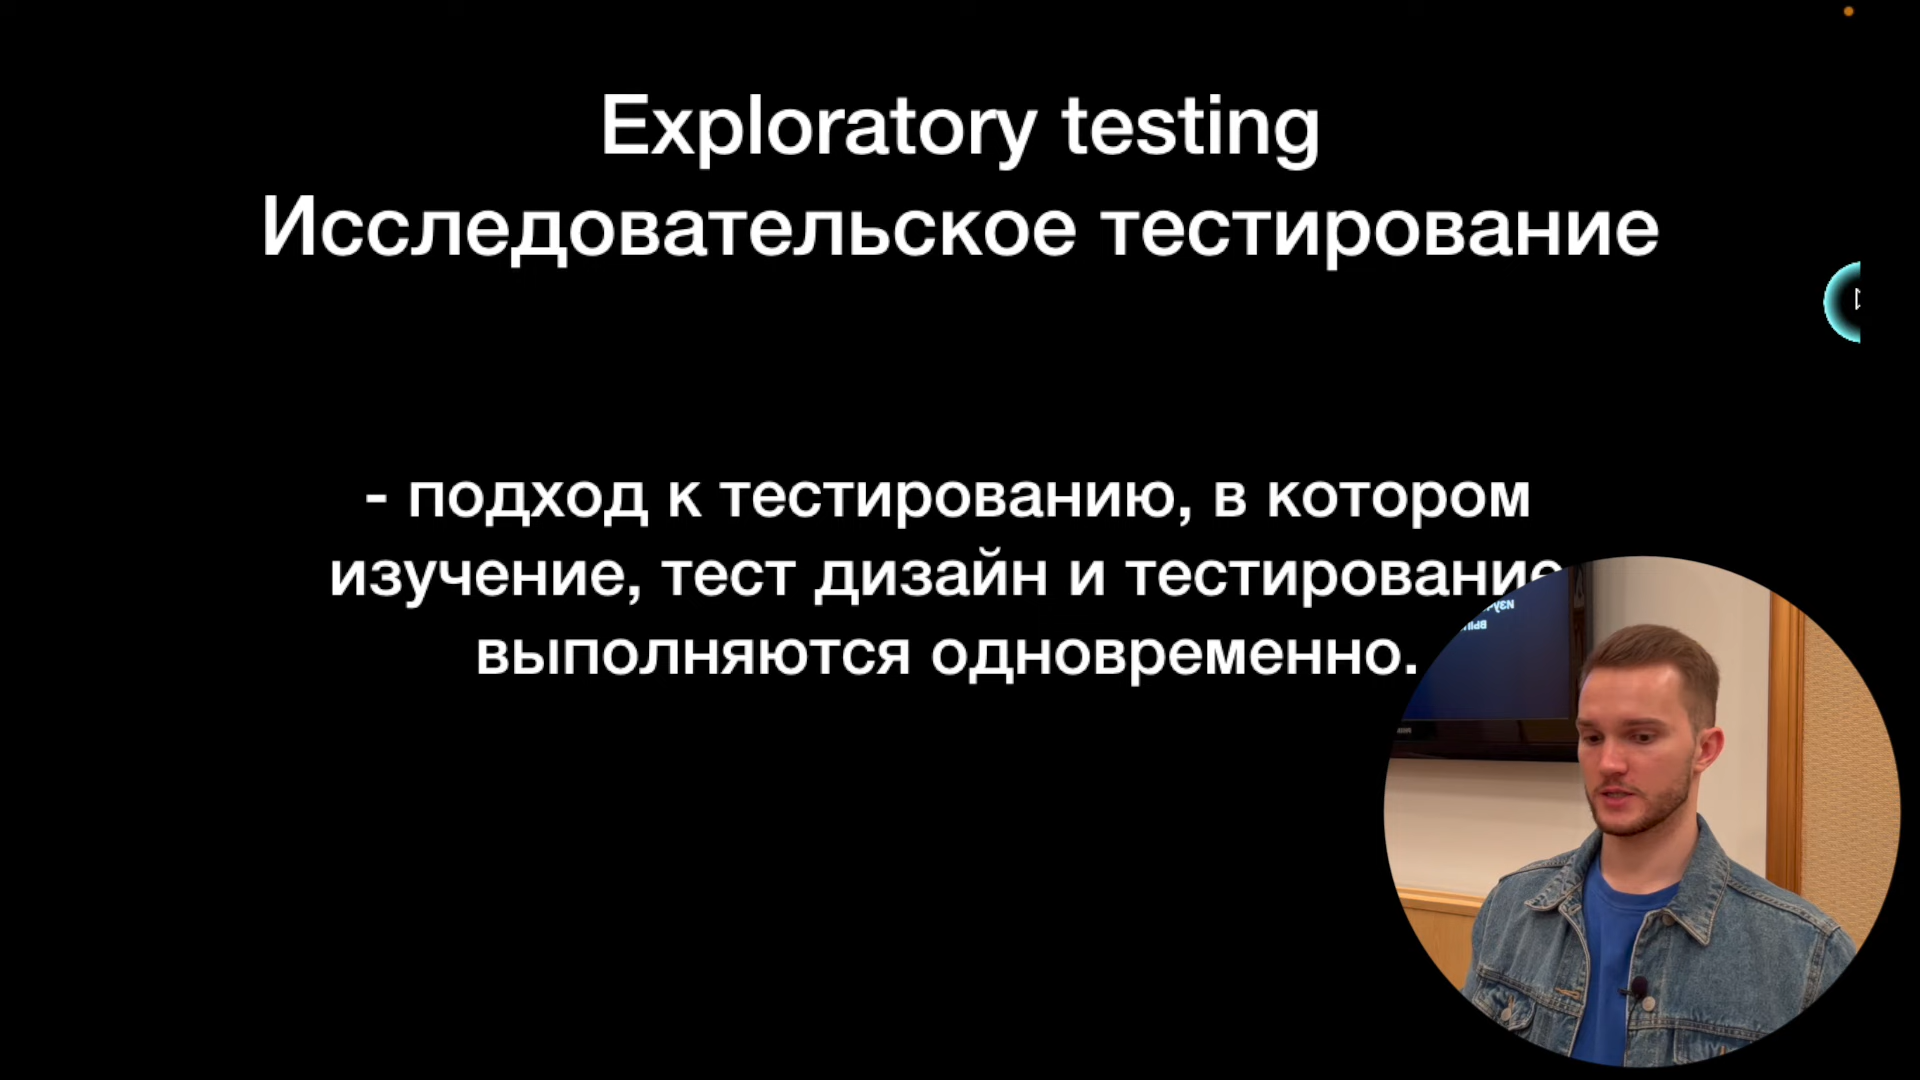 Exploratory testing
Исследовательское тестирование
- подход к тестированию, в котором
изучение, тест дизайн и тестирование
выполняются одновременно.